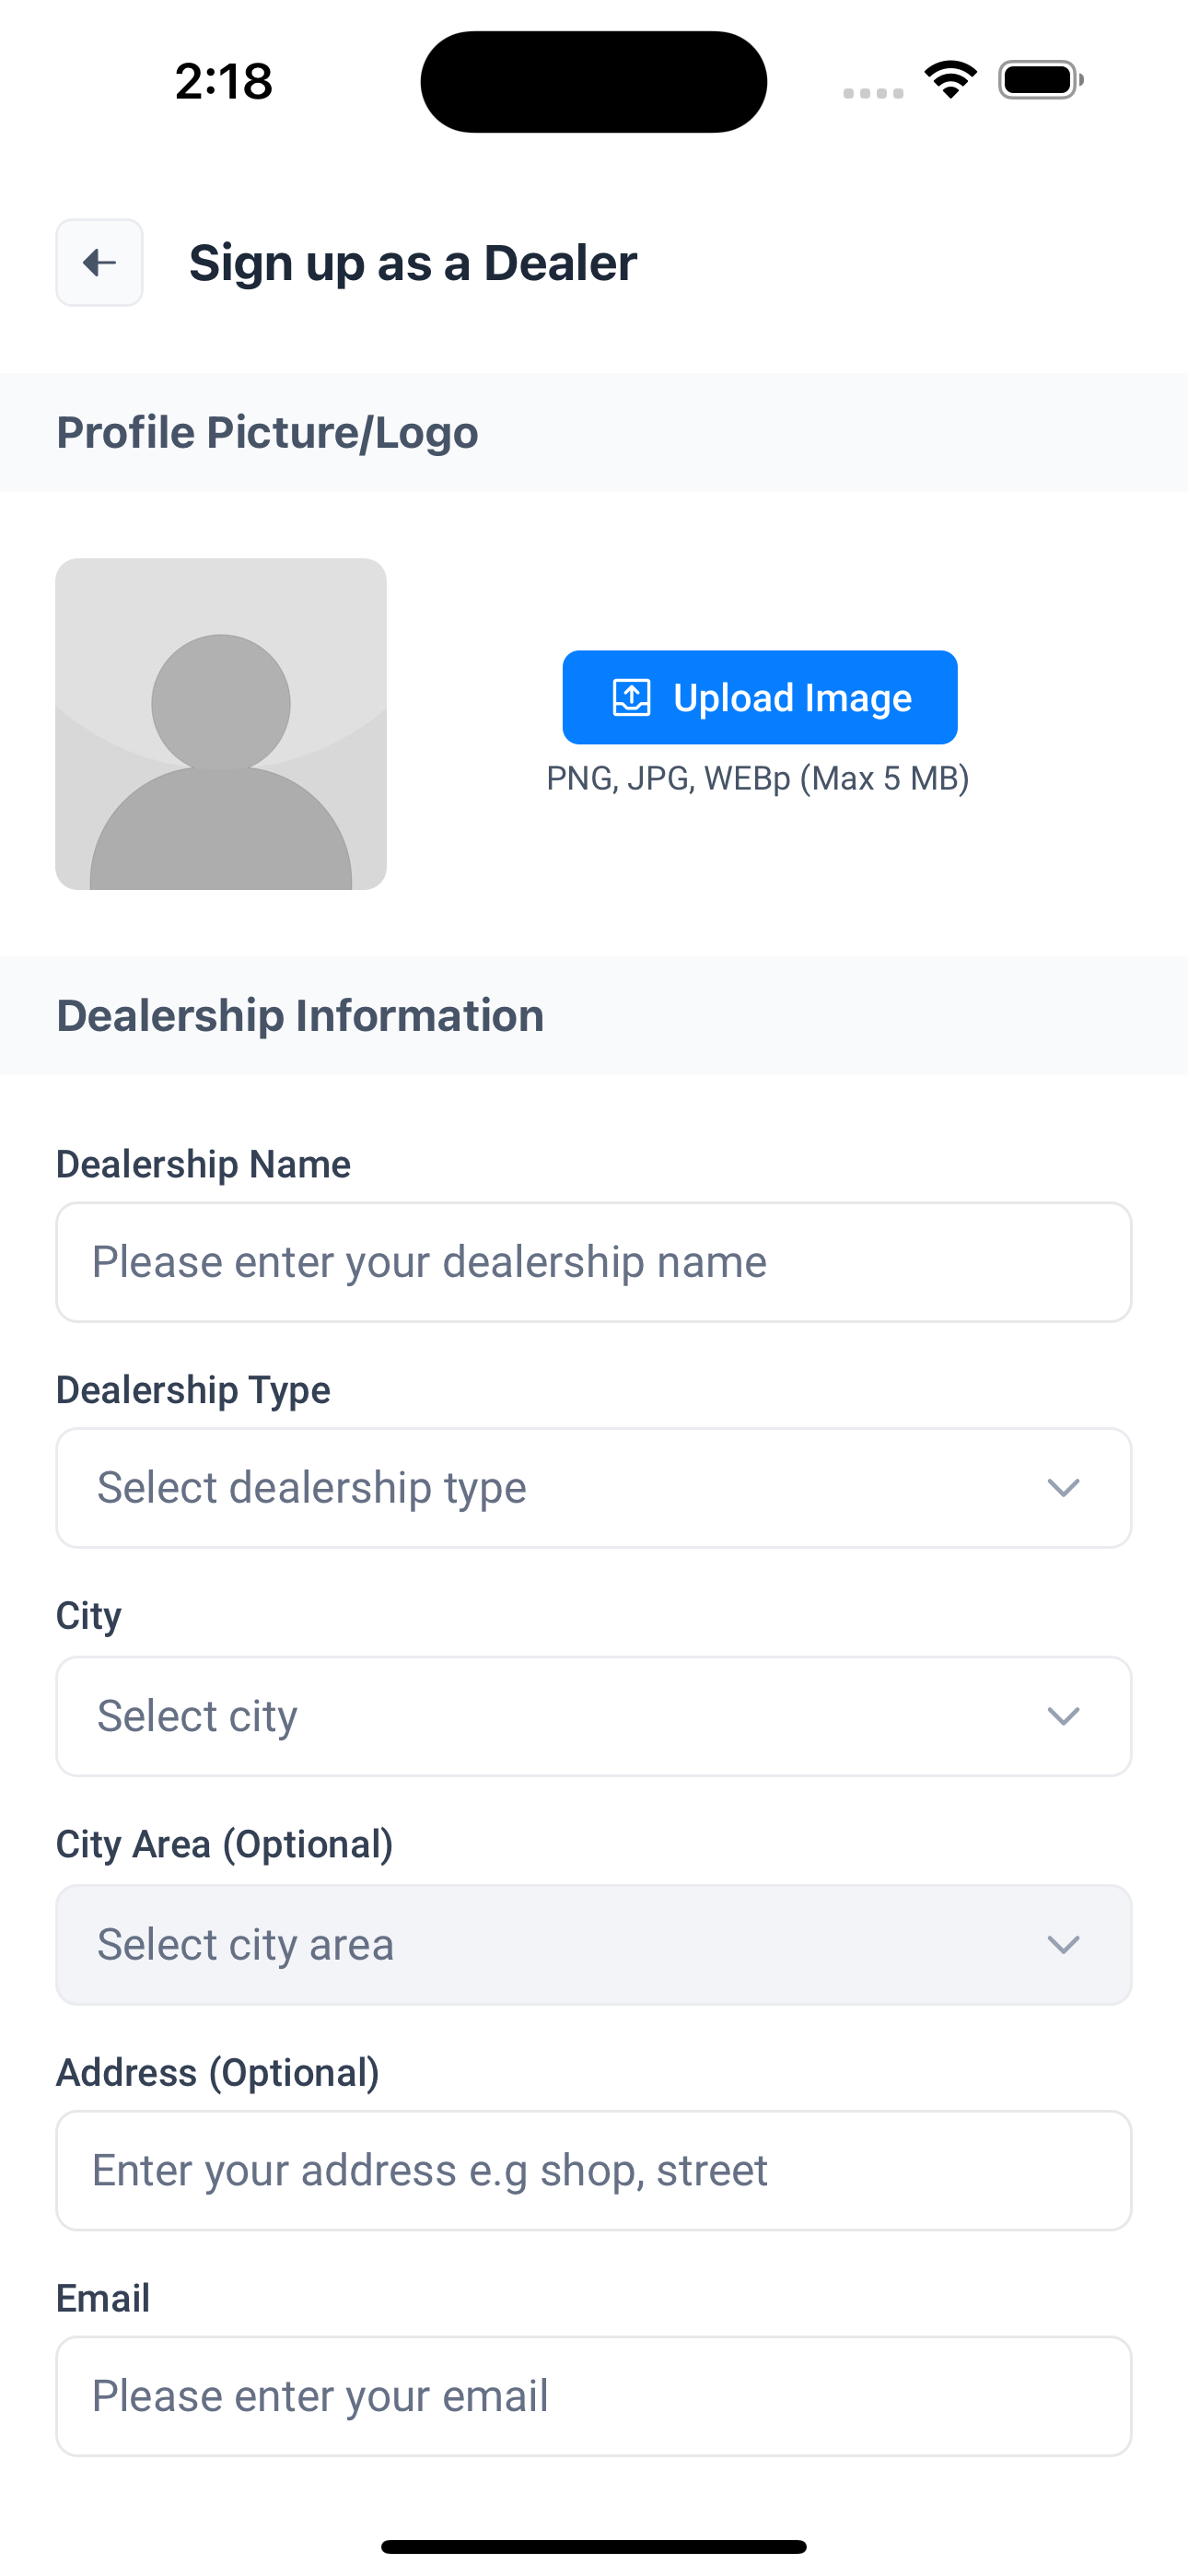 2:18
Sign up as a Dealer
Profile Picture/Logo
Upload Image
PNG, JPG, WEBp (Max 5 MB)
Dealership Information
Dealership Name
Please enter your dealership name
Dealership Type
Select dealership type
City
Select city
City Area (Optional)
Select city area
Address (Optional)
Enter your address e.g shop, street
Email
Please enter your email